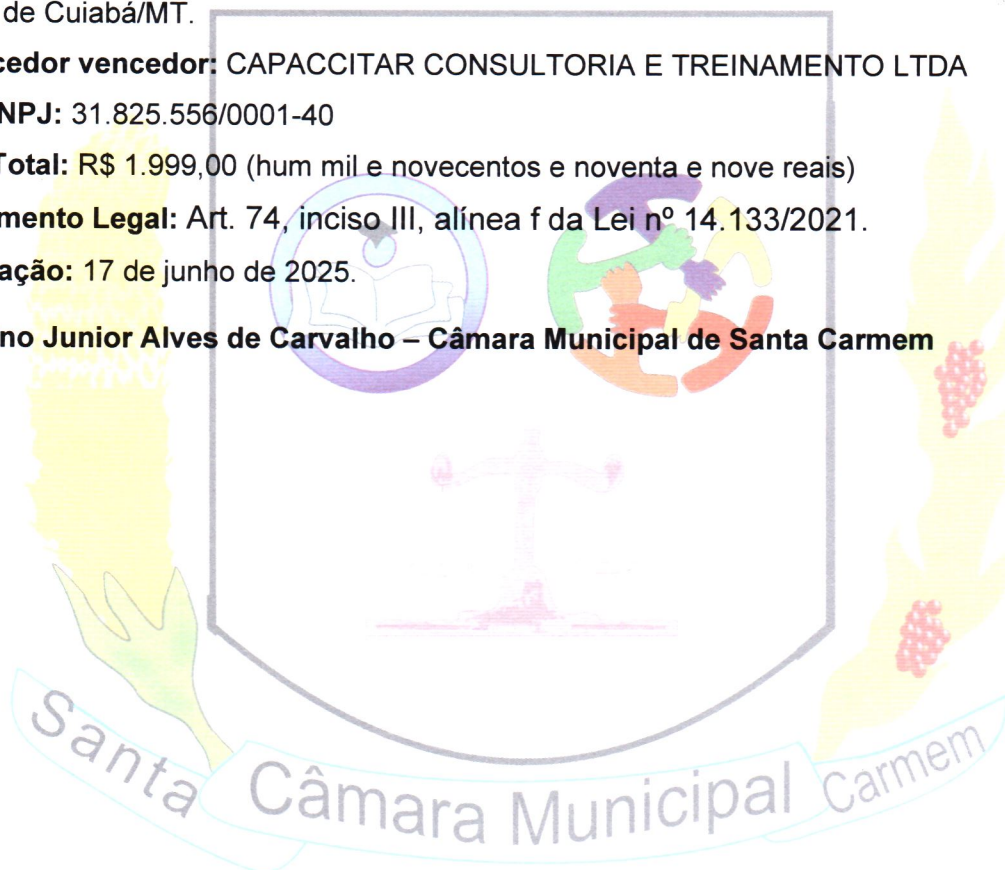 de Cuiabá/MT.
cedor vencedor: CAPACCITAR CONSULTORIA E TREINAMENTO LTDA
NPJ: 31.825.556/0001-40
Total: R$ 1.999,00 (hum mil e novecentos e noventa e nove reais)
mento Legal: Art. 74, inciso III, alínea f da Lei nº 14.133/2021.
ação: 17 de junho de 2025.
no Junior Alves de Carvalho – Câmara Municipal de Santa Carmem
Santa Câmara Municipal Carmem